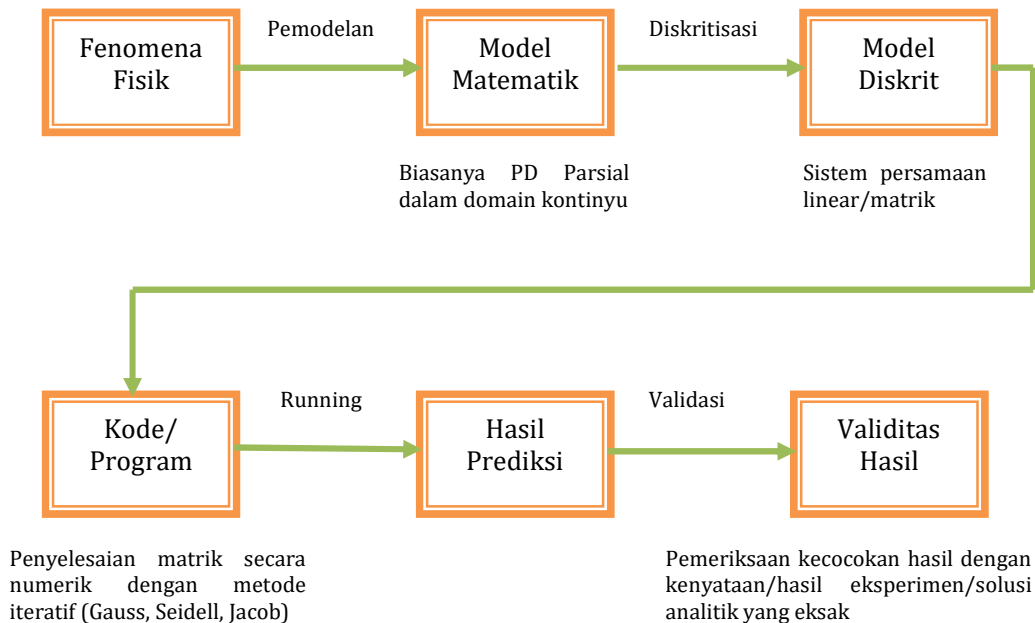 Fenomena
Fisik
Pemodelan
Model
Matematik
Diskritisasi
Model
Diskrit
Biasanya PD Parsial
dalam domain kontinyu
Sistem persamaan
linear/matrik
Kode/
Program
Running
Hasil
Prediksi
Validasi
Validitas
Hasil
Penyelesaian matrik secara
numerik dengan metode
iteratif (Gauss, Seidell, Jacob)
Pemeriksaan kecocokan hasil dengan
kenyataan/hasil eksperimen/solusi
analitik yang eksak